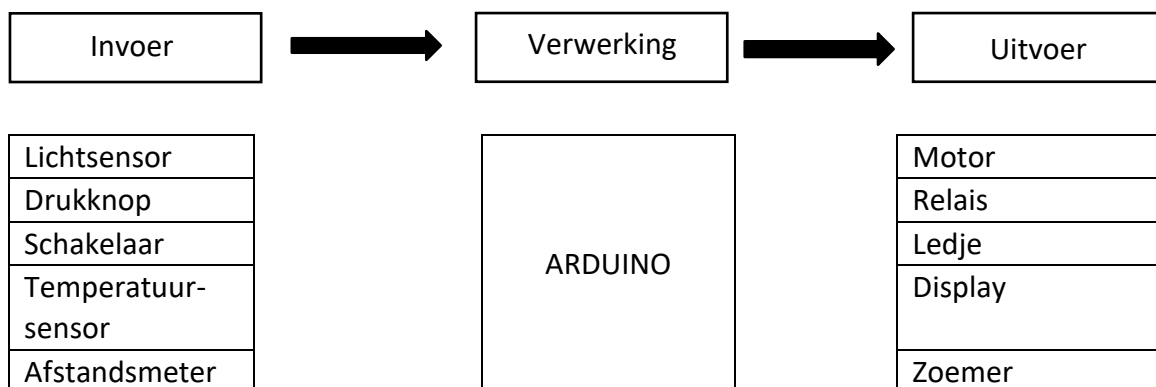 Invoer
Verwerking
Uitvoer
Lichtsensor
Drukknop
Schakelaar
Temperatuur-
sensor
Afstandsmeter
ARDUINO
Motor
Relais
Ledje
Display
Zoemer